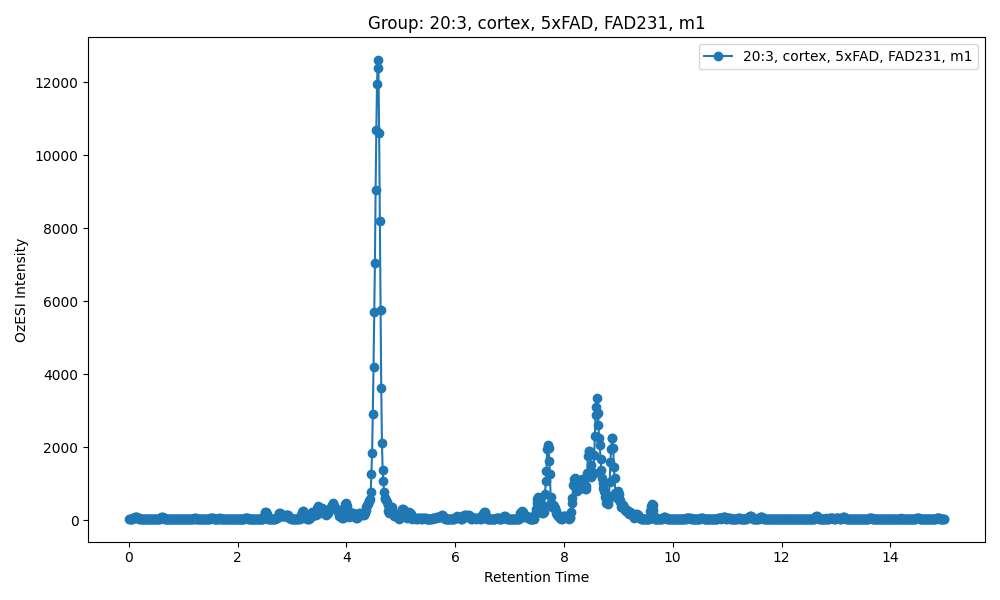 Group: 20:3, cortex, 5xFAD, FAD231, m1
20:3, cortex, 5xFAD, FAD231, m1
12000
10000
8000
6000
4000
2000
0
OzESI Intensity
0 2 4 6 8 10 12 14
Retention Time